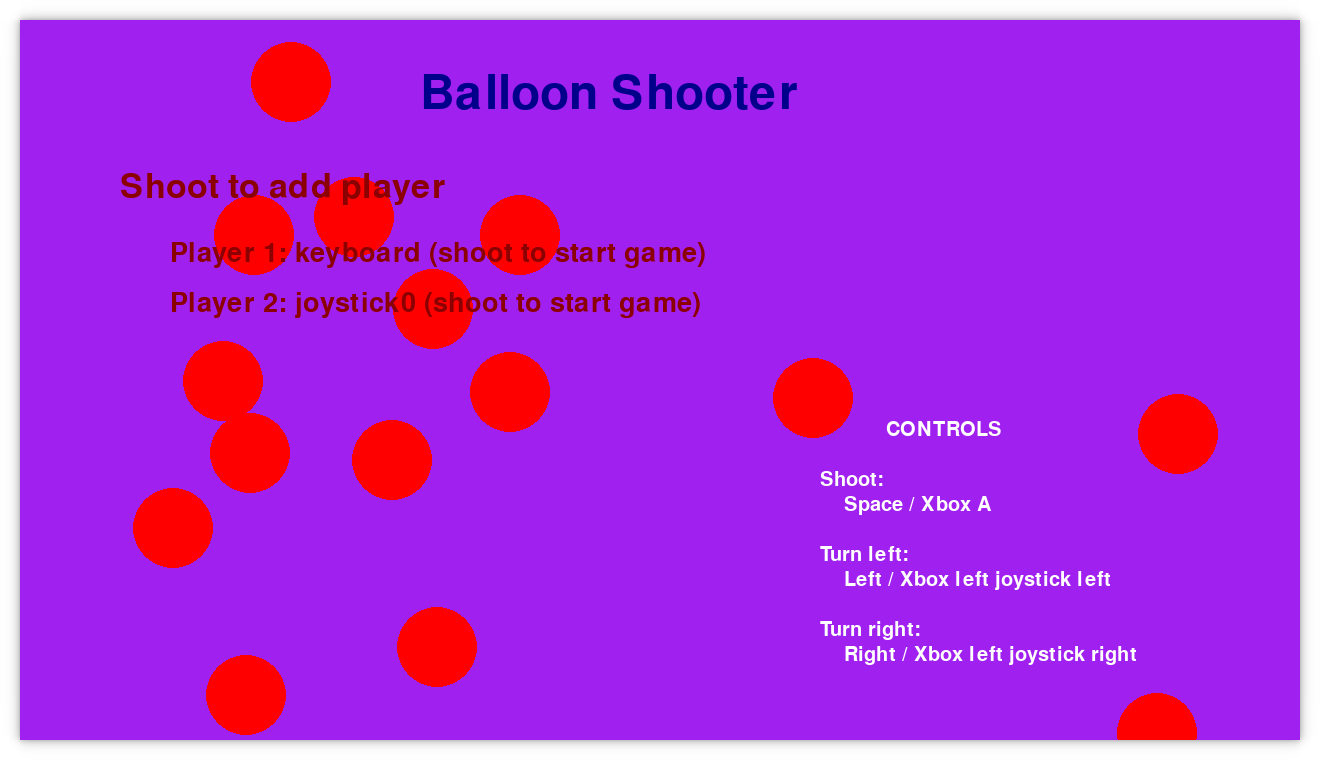 Balloon Shooter
Shoot to add player
Player 1: keyboard (shoot to start game)
Player 2: joystick0 (shoot to start game)
CONTROLS
Shoot:
Space / Xbox A
Turn left:
Left / Xbox left joystick left
Turn right:
Right / Xbox left joystick right